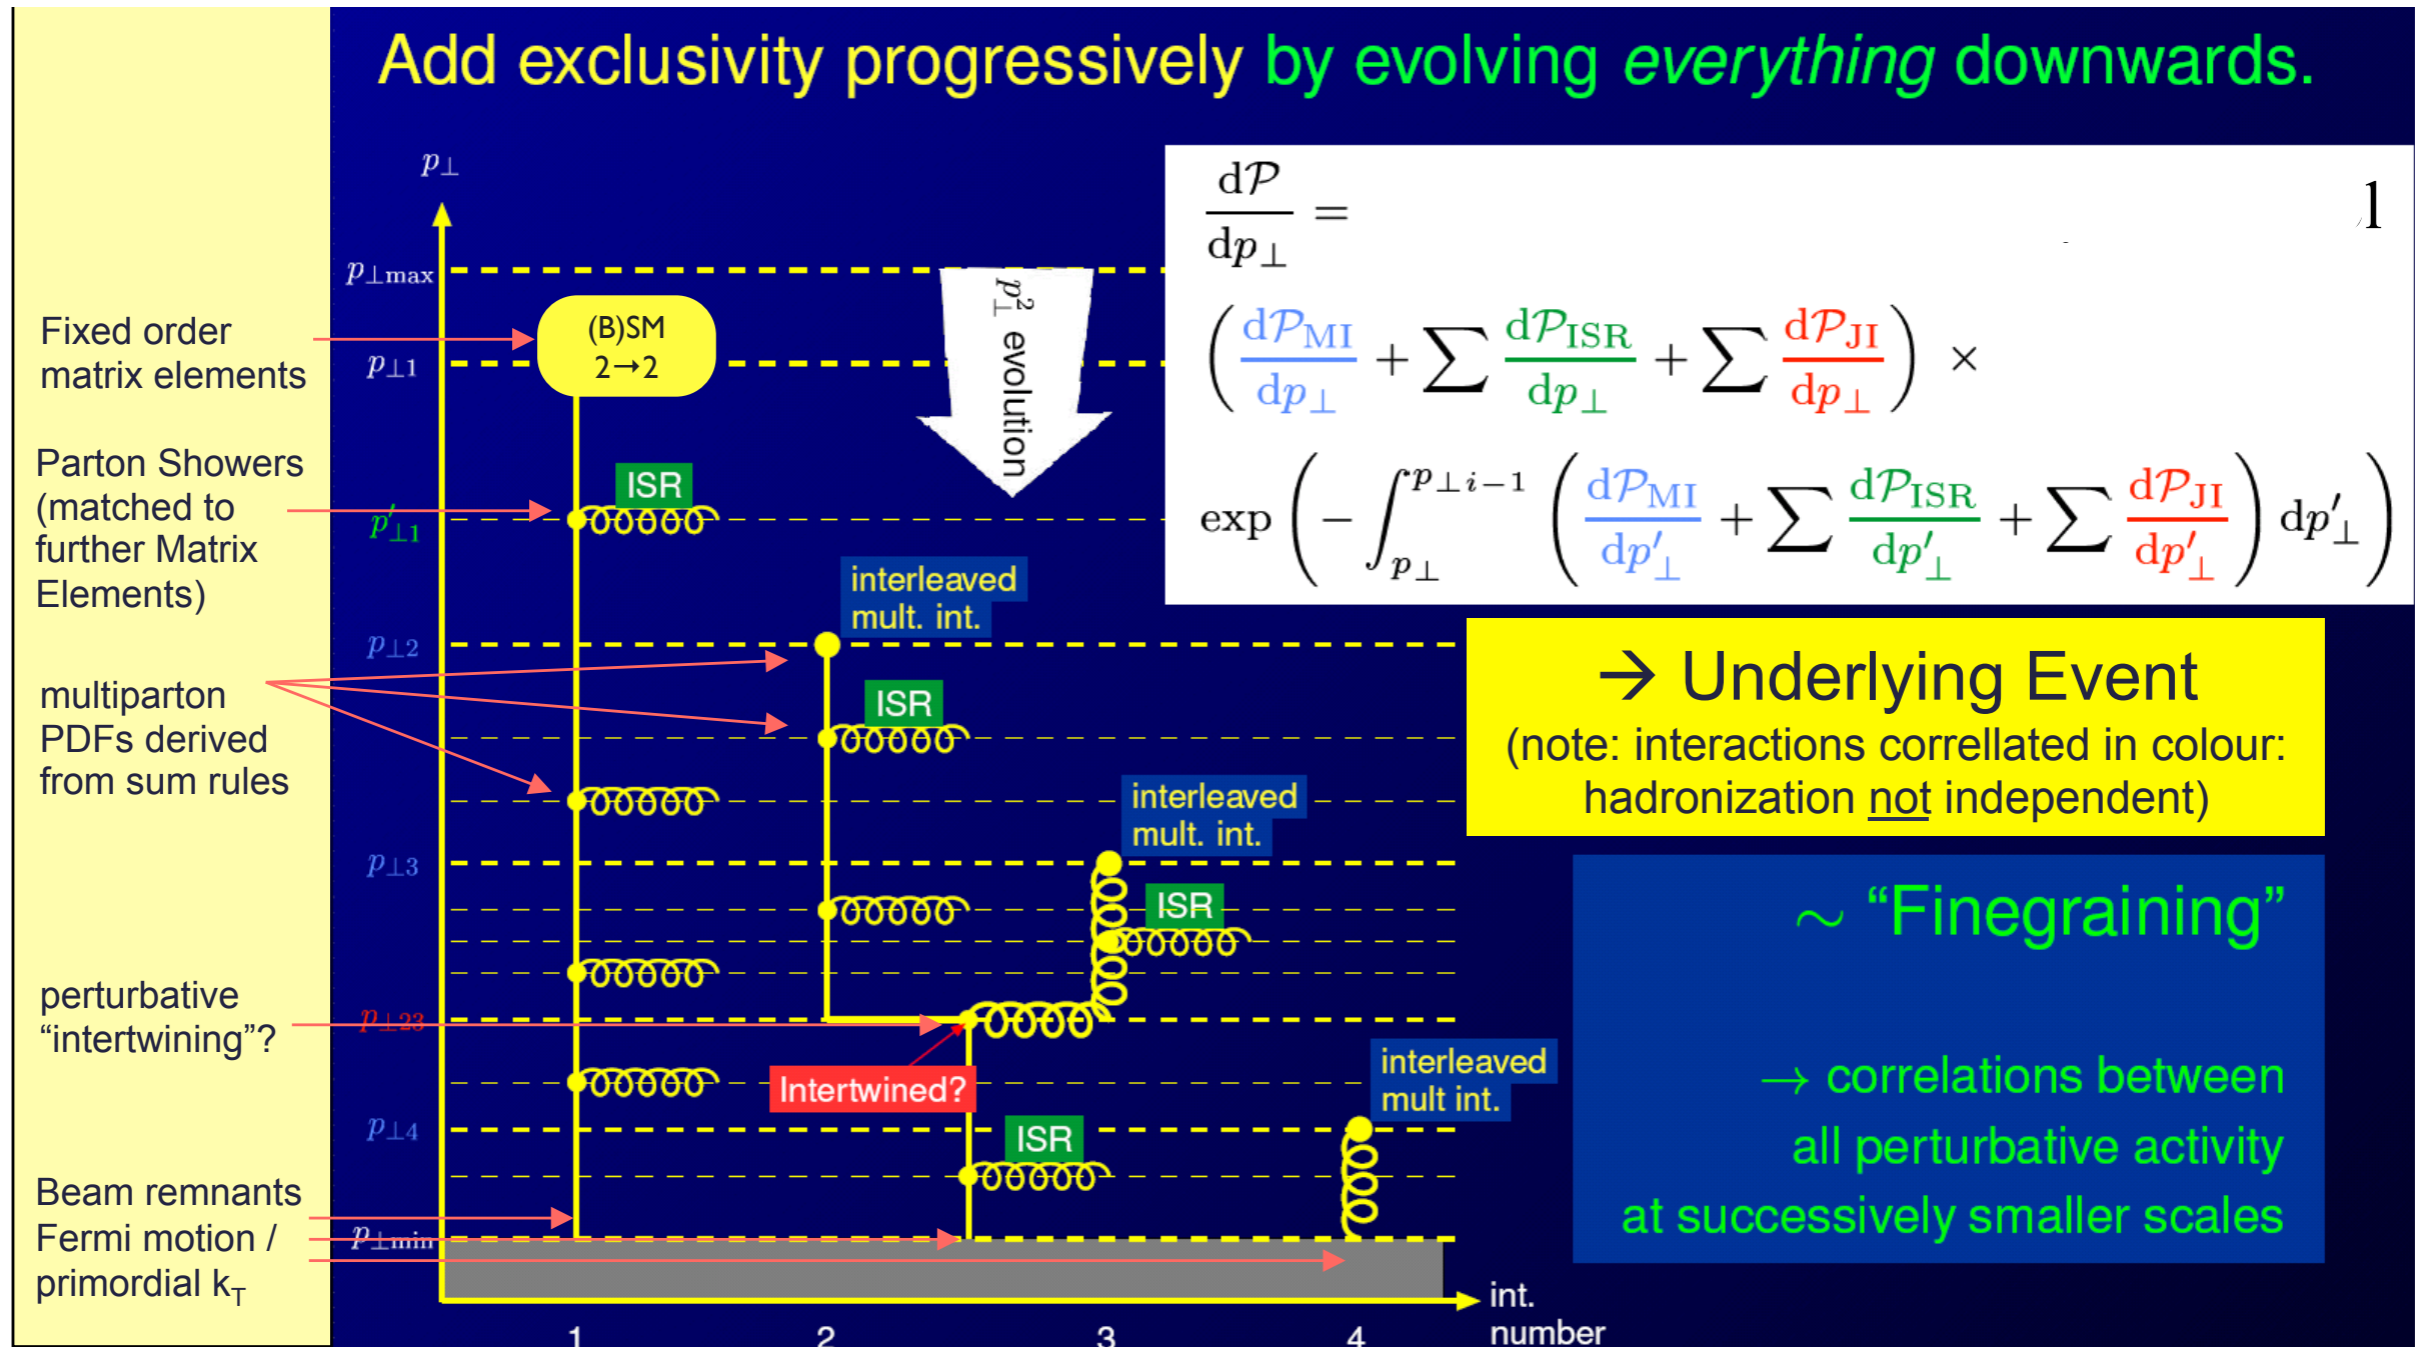 Add exclusivity progressively by evolving everything downwards.
p⊥
p⊥max
p⊥1
p′⊥1
p⊥2
p⊥3
p⊥23
p⊥4
p⊥min
Fixed order
matrix elements
Parton Showers
(matched to
further Matrix
Elements)
multiparton
PDFs derived
from sum rules
perturbative
“intertwining”?
Beam remnants
Fermi motion /
primordial kT
(B)SM
2→2
p²⊥ evolution
ISR
interleaved
mult. int.
ISR
interleaved
mult. int.
ISR
Intertwined?
ISR
interleaved
mult int.
int.
number
1 2 3 4
dP/dp⊥ =
(dP_MI/dp⊥ + ∑ dP_ISR/dp⊥ + ∑ dP_JI/dp⊥) ×
exp(− ∫_p⊥^p⊥i−1 (dP_MI/dp′⊥ + ∑ dP_ISR/dp′⊥ + ∑ dP_JI/dp′⊥) dp′⊥)
→ Underlying Event
(note: interactions correllated in colour:
hadronization not independent)
∼ “Finegraining”
→ correlations between
all perturbative activity
at successively smaller scales